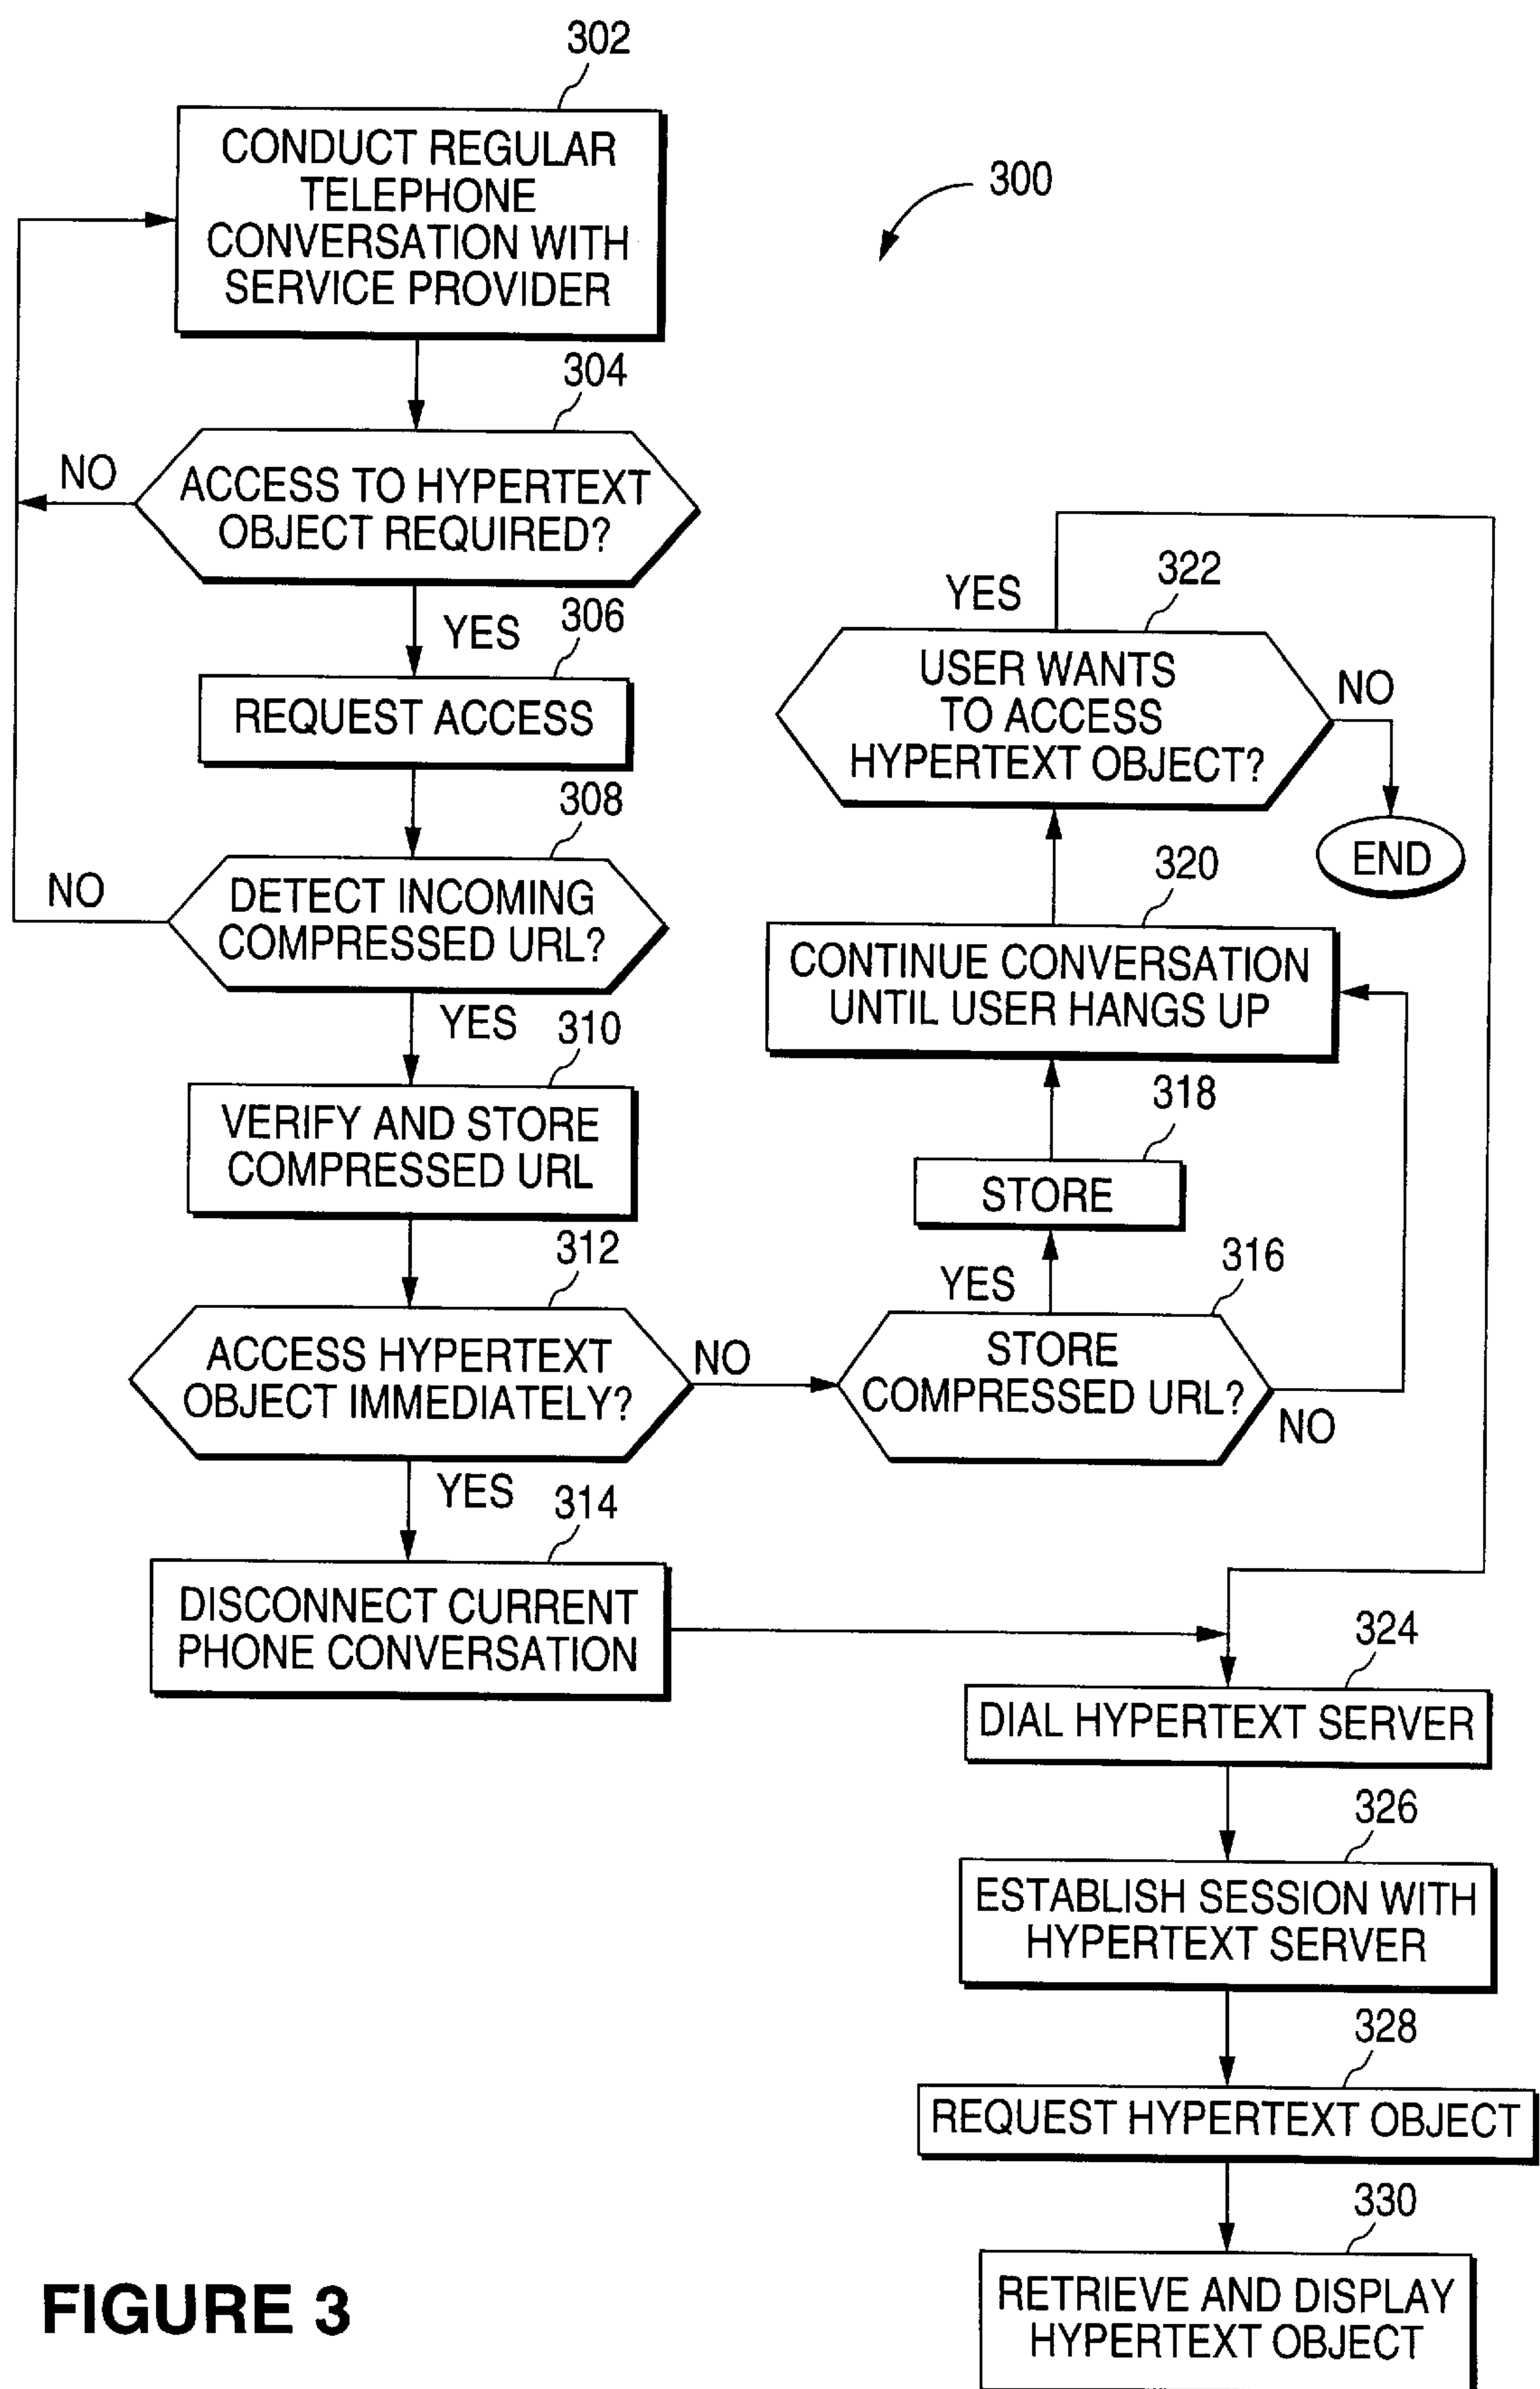 302
CONDUCT REGULAR
TELEPHONE
CONVERSATION WITH
SERVICE PROVIDER
300
304
NO
ACCESS TO HYPERTEXT
OBJECT REQUIRED?
YES
306
REQUEST ACCESS
308
NO
DETECT INCOMING
COMPRESSED URL?
YES
310
VERIFY AND STORE
COMPRESSED URL
312
ACCESS HYPERTEXT
OBJECT IMMEDIATELY?
NO
YES
314
DISCONNECT CURRENT
PHONE CONVERSATION
YES
322
USER WANTS
TO ACCESS
HYPERTEXT OBJECT?
NO
END
320
CONTINUE CONVERSATION
UNTIL USER HANGS UP
318
STORE
YES
316
STORE
COMPRESSED URL?
NO
324
DIAL HYPERTEXT SERVER
326
ESTABLISH SESSION WITH
HYPERTEXT SERVER
328
REQUEST HYPERTEXT OBJECT
330
RETRIEVE AND DISPLAY
HYPERTEXT OBJECT
FIGURE 3